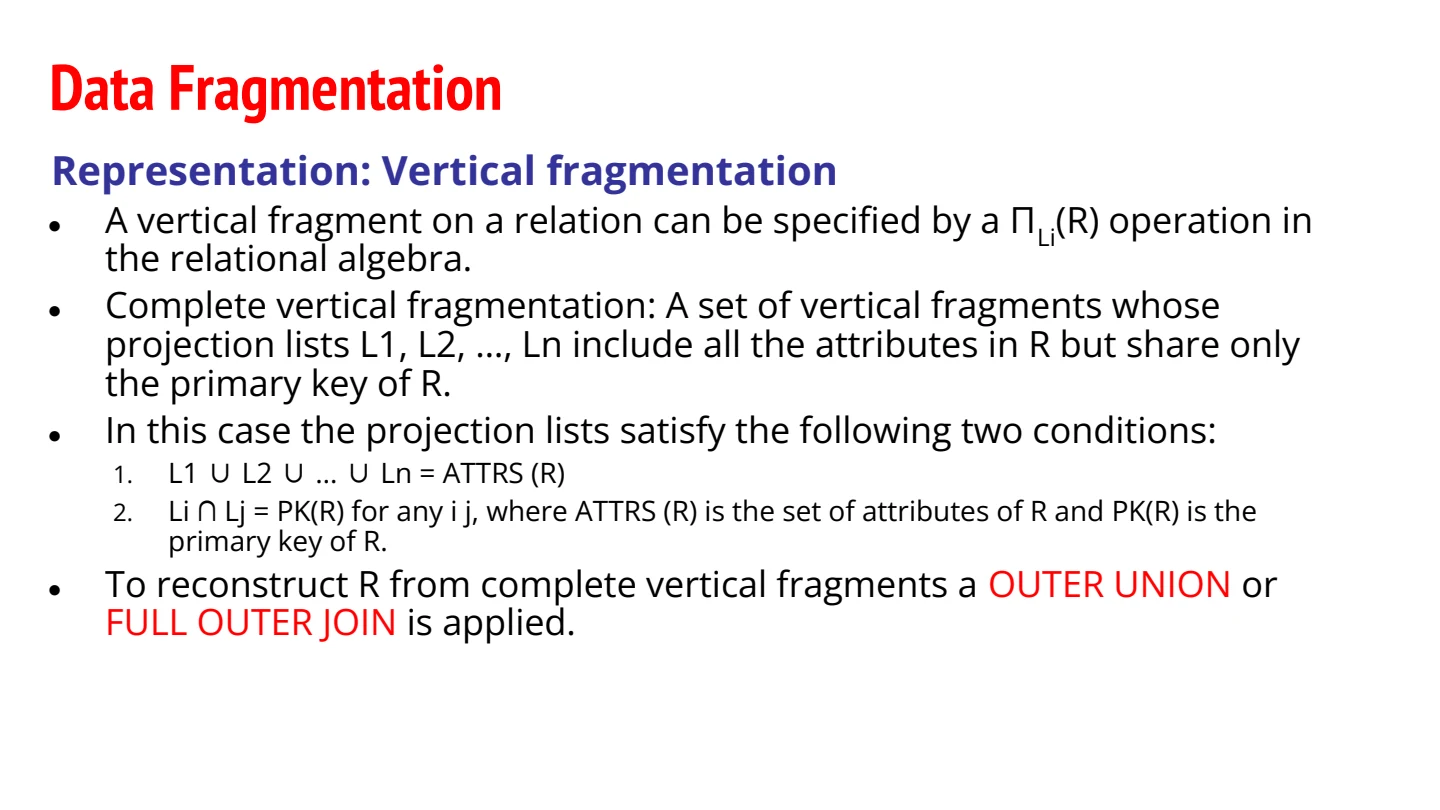 Data Fragmentation
Representation: Vertical fragmentation
• A vertical fragment on a relation can be specified by a ΠLi(R) operation in
the relational algebra.
• Complete vertical fragmentation: A set of vertical fragments whose
projection lists L1, L2, …, Ln include all the attributes in R but share only
the primary key of R.
• In this case the projection lists satisfy the following two conditions:
1. L1 ∪ L2 ∪ ... ∪ Ln = ATTRS (R)
2. Li ∩ Lj = PK(R) for any i j, where ATTRS (R) is the set of attributes of R and PK(R) is the
primary key of R.
• To reconstruct R from complete vertical fragments a OUTER UNION or
FULL OUTER JOIN is applied.